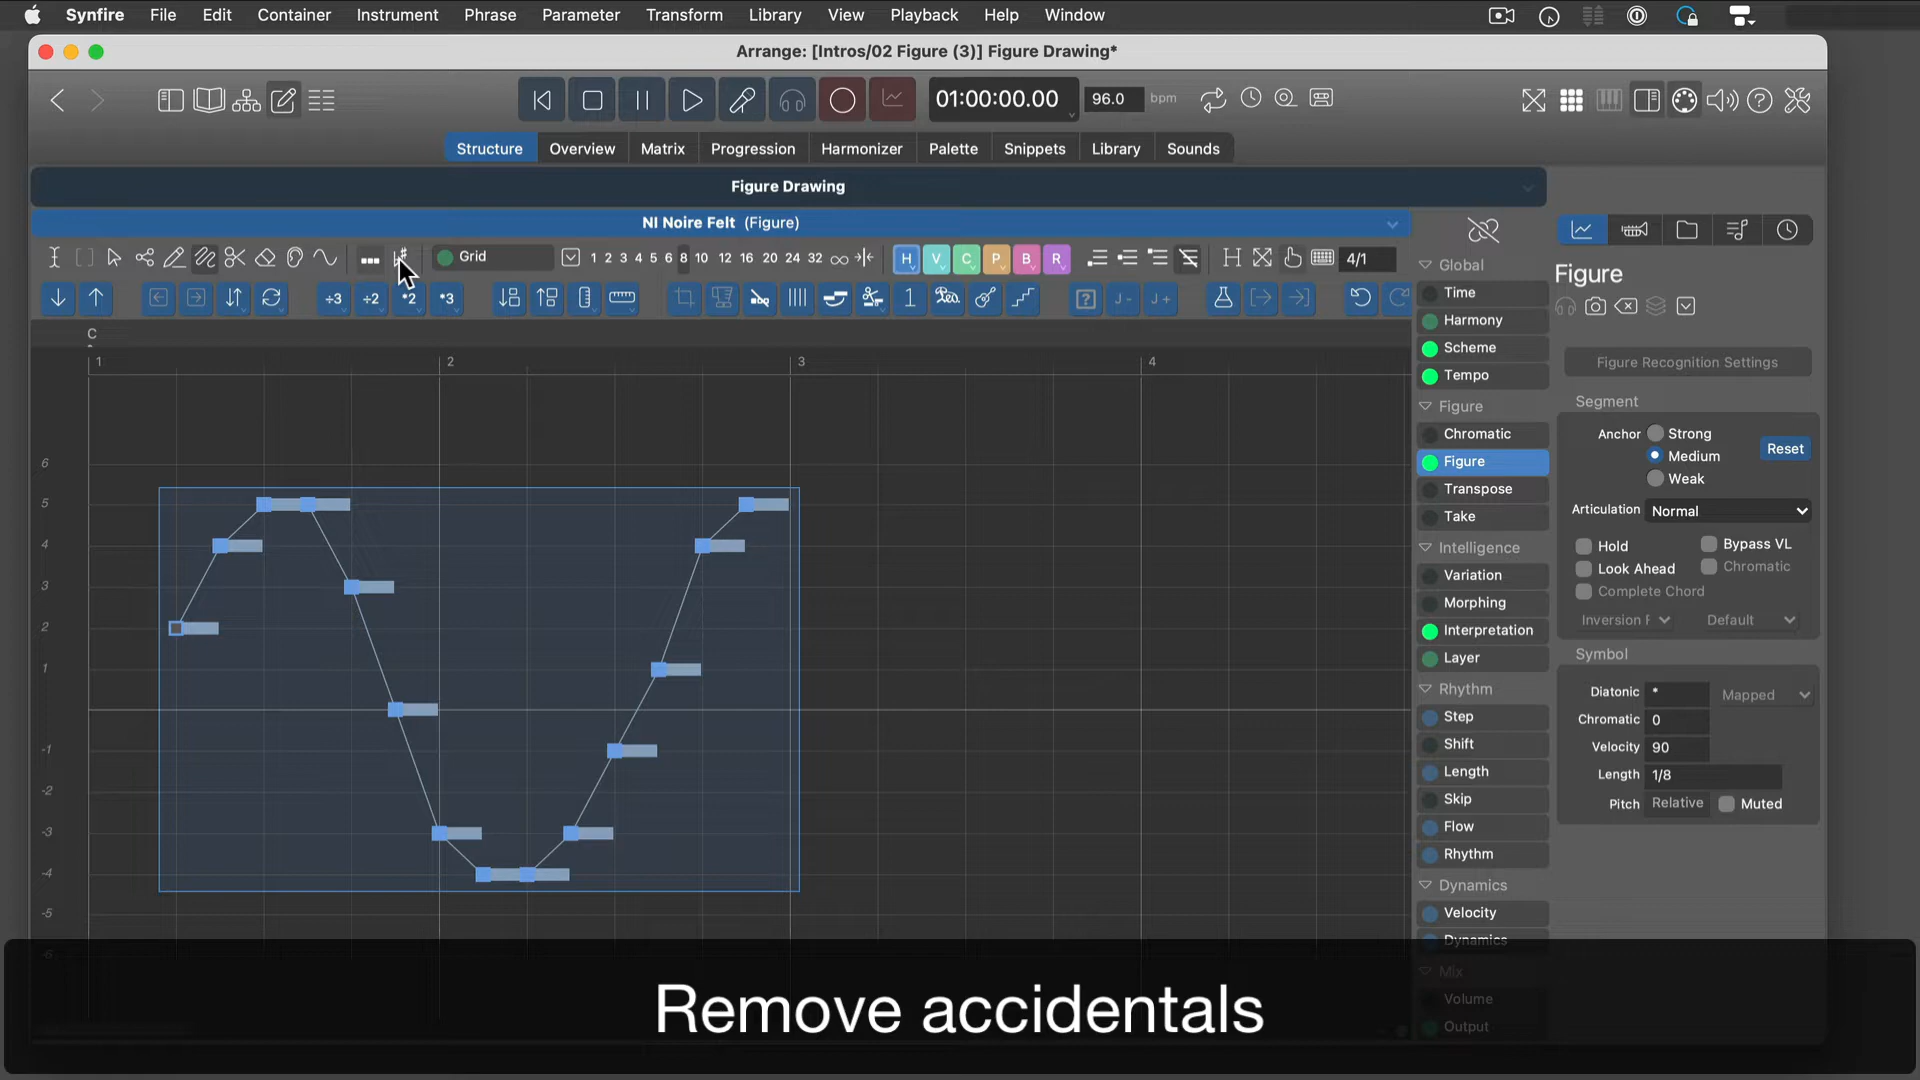 Synfire File Edit Container Instrument Phrase Parameter Transform Library View Playback Help Window
Arrange: [Intros/02 Figure (3)] Figure Drawing*
01:00:00.00 96.0 bpm
Structure Overview Matrix Progression Harmonizer Palette Snippets Library Sounds
Figure Drawing
NI Noire Felt (Figure)
Grid 1 2 3 4 5 6 8 10 12 16 20 24 32 ∞ H V C P B R 4/1
÷3 ÷2 *2 *3 1 ? J - J +
C
1 2 3 4
6
5
4
3
2
1
-1
-2
-3
-4
-5
-6
Global
Time
Harmony
Scheme
Tempo
Figure
Chromatic
Figure
Transpose
Take
Intelligence
Variation
Morphing
Interpretation
Layer
Rhythm
Step
Shift
Length
Skip
Flow
Rhythm
Dynamics
Velocity
Dynamics
Mix
Volume
Output
Figure
Figure Recognition Settings
Segment
Anchor Strong
Medium
Weak
Reset
Articulation Normal
Hold Bypass VL
Look Ahead Chromatic
Complete Chord
Inversion F Default
Symbol
Diatonic * Mapped
Chromatic 0
Velocity 90
Length 1/8
Pitch Relative Muted
Remove accidentals